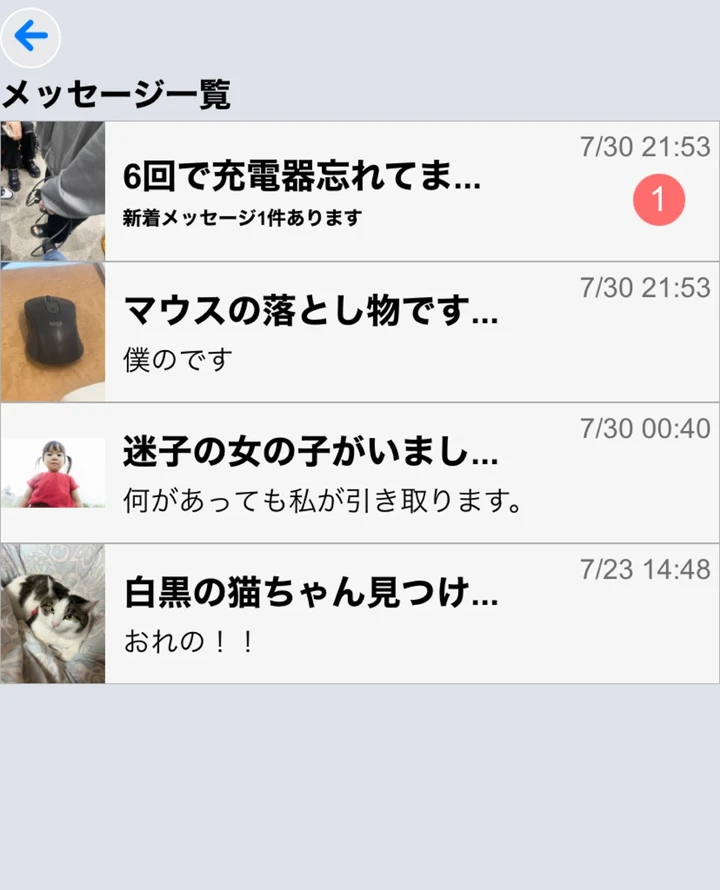 メッセージ一覧
7/30 21:53
6回で充電器忘れてま...
1
新着メッセージ1件あります
7/30 21:53
マウスの落とし物です...
僕のです
7/30 00:40
迷子の女の子がいまし...
何があっても私が引き取ります。
7/23 14:48
白黒の猫ちゃん見つけ...
おれの！！